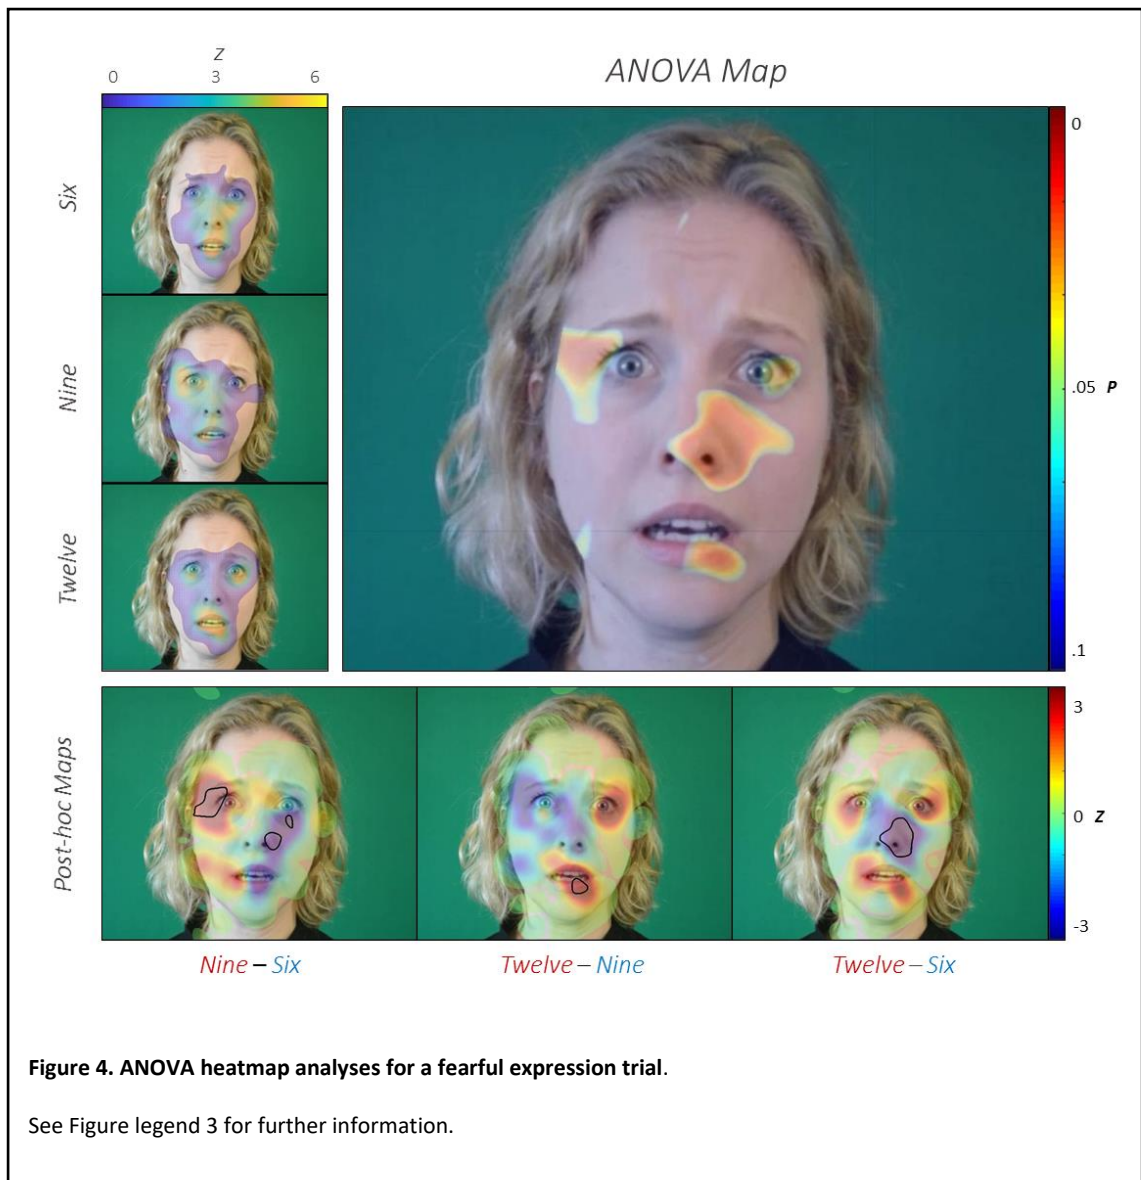 Z
0 3 6
ANOVA Map
Six
Nine
Twelve
0
.05 P
.1
Post-hoc Maps
3
0 Z
-3
Nine – Six
Twelve – Nine
Twelve – Six
Figure 4. ANOVA heatmap analyses for a fearful expression trial.
See Figure legend 3 for further information.